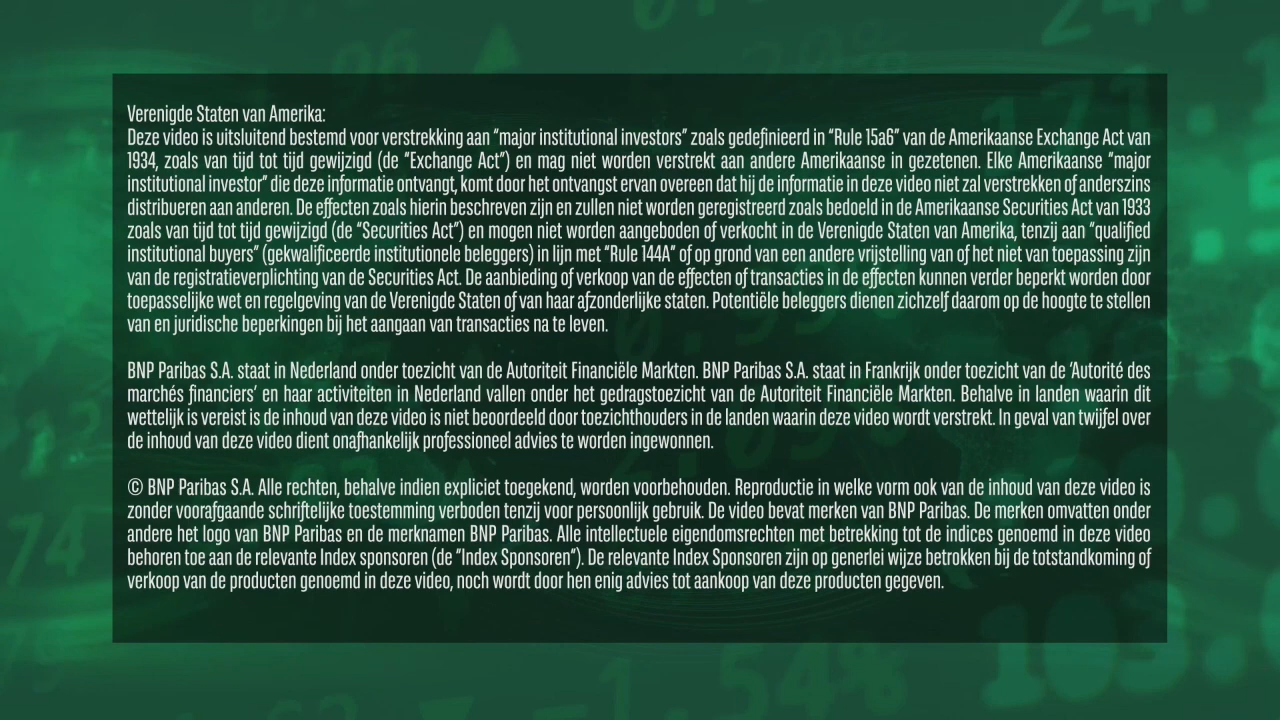 Verenigde Staten van Amerika:
Deze video is uitsluitend bestemd voor verstrekking aan “major institutional investors” zoals gedefinieerd in “Rule 15a6” van de Amerikaanse Exchange Act van
1934, zoals van tijd tot tijd gewijzigd (de “Exchange Act”) en mag niet worden verstrekt aan andere Amerikaanse in gezetenen. Elke Amerikaanse “major
institutional investor” die deze informatie ontvangt, komt door het ontvangst ervan overeen dat hij de informatie in deze video niet zal verstrekken of anderszins
distribueren aan anderen. De effecten zoals hierin beschreven zijn en zullen niet worden geregistreerd zoals bedoeld in de Amerikaanse Securities Act van 1933
zoals van tijd tot tijd gewijzigd (de “Securities Act”) en mogen niet worden aangeboden of verkocht in de Verenigde Staten van Amerika, tenzij aan “qualified
institutional buyers” (gekwalificeerde institutionele beleggers) in lijn met “Rule 144A” of op grond van een andere vrijstelling van of het niet van toepassing zijn
van de registratieverplichting van de Securities Act. De aanbieding of verkoop van de effecten of transacties in de effecten kunnen verder beperkt worden door
toepasselijke wet en regelgeving van de Verenigde Staten of van haar afzonderlijke staten. Potentiële beleggers dienen zichzelf daarom op de hoogte te stellen
van en juridische beperkingen bij het aangaan van transacties na te leven.
BNP Paribas S.A. staat in Nederland onder toezicht van de Autoriteit Financiële Markten. BNP Paribas S.A. staat in Frankrijk onder toezicht van de ‘Autorité des
marchés financiers’ en haar activiteiten in Nederland vallen onder het gedragstoezicht van de Autoriteit Financiële Markten. Behalve in landen waarin dit
wettelijk is vereist is de inhoud van deze video is niet beoordeeld door toezichthouders in de landen waarin deze video wordt verstrekt. In geval van twijfel over
de inhoud van deze video dient onafhankelijk professioneel advies te worden ingewonnen.
© BNP Paribas S.A. Alle rechten, behalve indien expliciet toegekend, worden voorbehouden. Reproductie in welke vorm ook van de inhoud van deze video is
zonder voorafgaande schriftelijke toestemming verboden tenzij voor persoonlijk gebruik. De video bevat merken van BNP Paribas. De merken omvatten onder
andere het logo van BNP Paribas en de merknamen BNP Paribas. Alle intellectuele eigendomsrechten met betrekking tot de indices genoemd in deze video
behoren toe aan de relevante Index sponsoren (de “Index Sponsoren”). De relevante Index Sponsoren zijn op generlei wijze betrokken bij de totstandkoming of
verkoop van de producten genoemd in deze video, noch wordt door hen enig advies tot aankoop van deze producten gegeven.